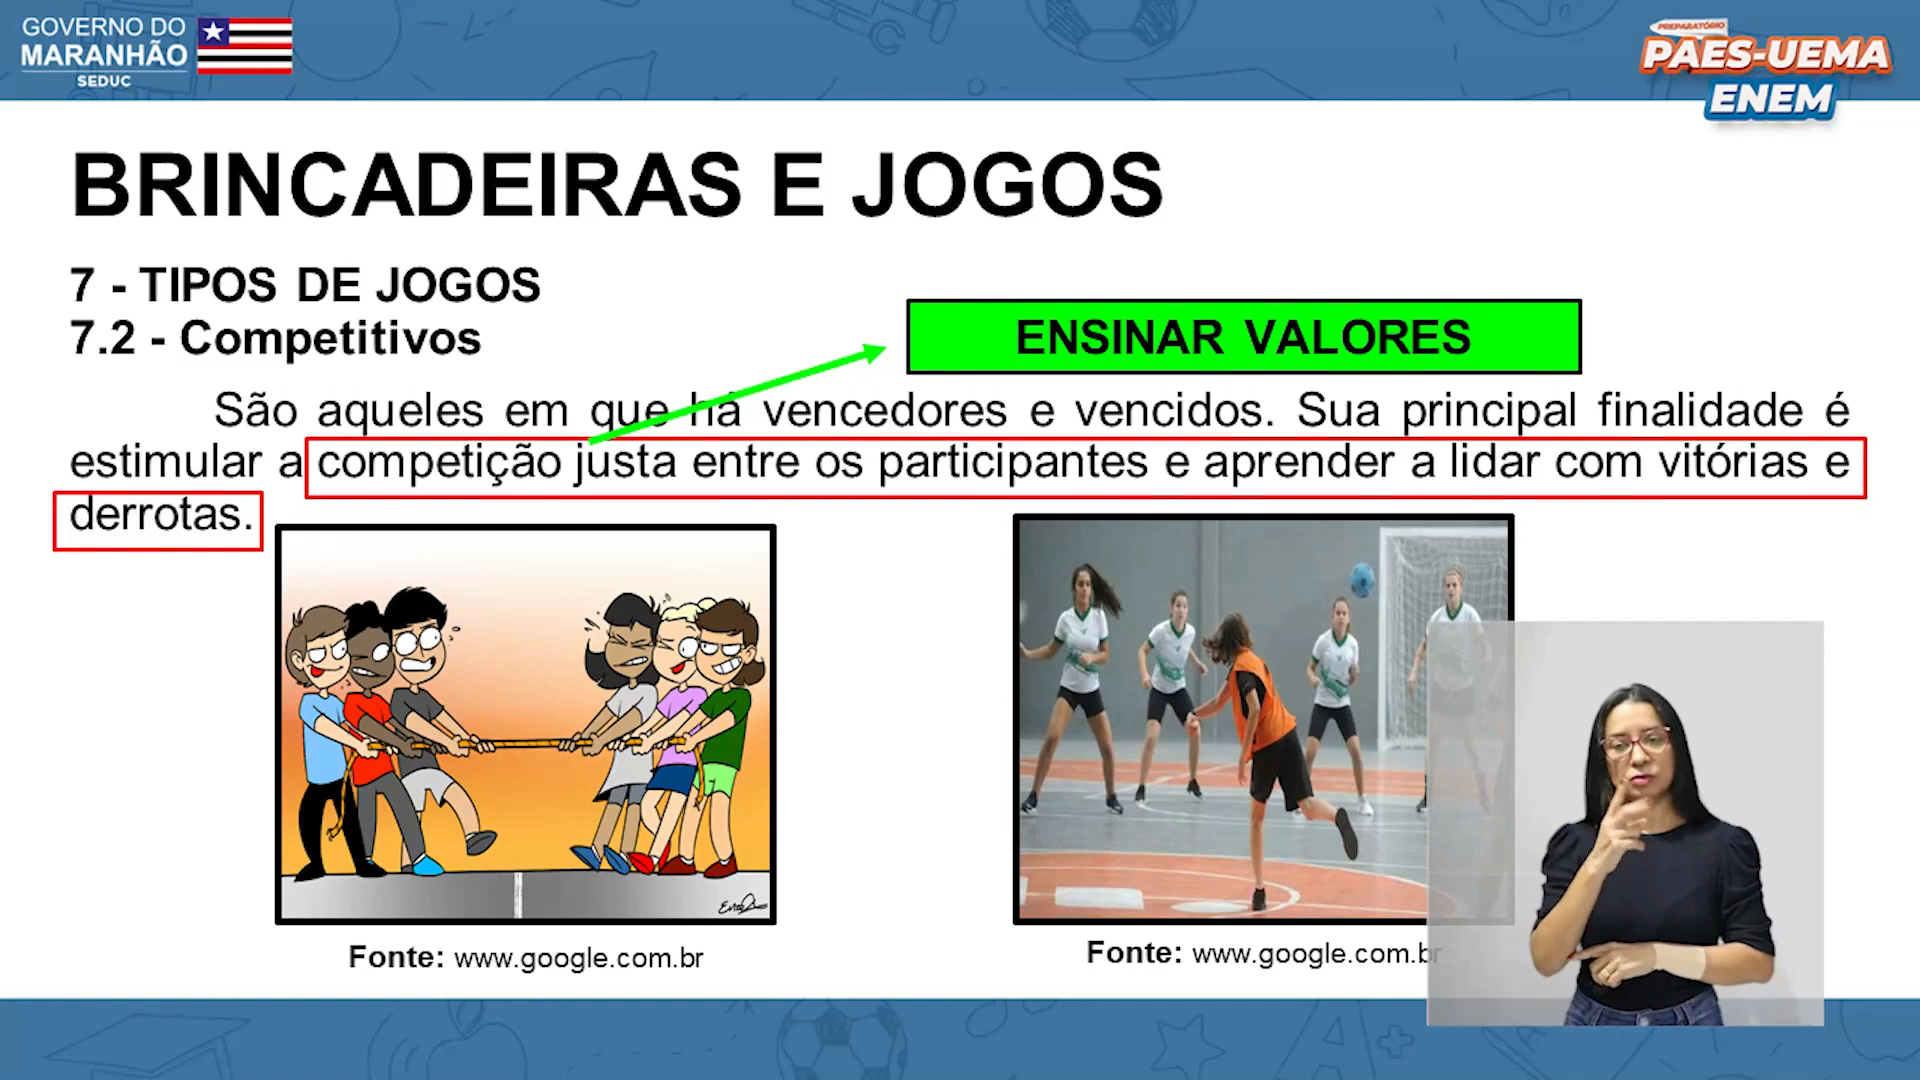 GOVERNO DO
MARANHÃO
SEDUC
PREPARATÓRIO
PAES-UEMA
ENEM
BRINCADEIRAS E JOGOS
7 - TIPOS DE JOGOS
7.2 - Competitivos
ENSINAR VALORES
São aqueles em que há vencedores e vencidos. Sua principal finalidade é
estimular a competição justa entre os participantes e aprender a lidar com vitórias e
derrotas.
Fonte: www.google.com.br
Fonte: www.google.com.br